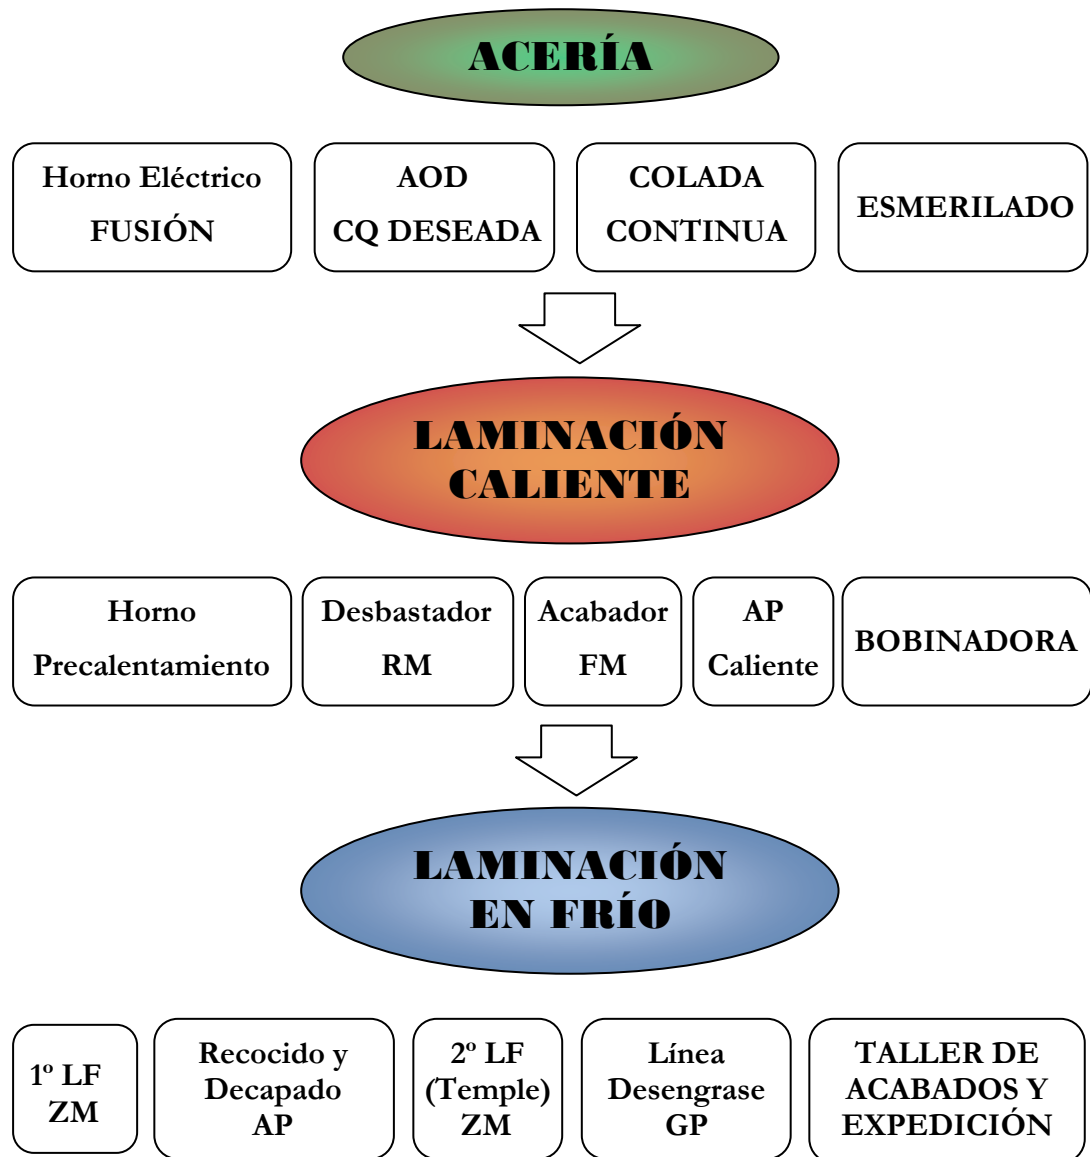 ACERÍA
Horno Eléctrico
FUSIÓN
AOD
CQ DESEADA
COLADA
CONTINUA
ESMERILADO
LAMINACIÓN
CALIENTE
Horno
Precalentamiento
Desbastador
RM
Acabador
FM
AP
Caliente
BOBINADORA
LAMINACIÓN
EN FRÍO
1º LF
ZM
Recocido y
Decapado
AP
2º LF
(Temple)
ZM
Línea
Desengrase
GP
TALLER DE
ACABADOS Y
EXPEDICIÓN